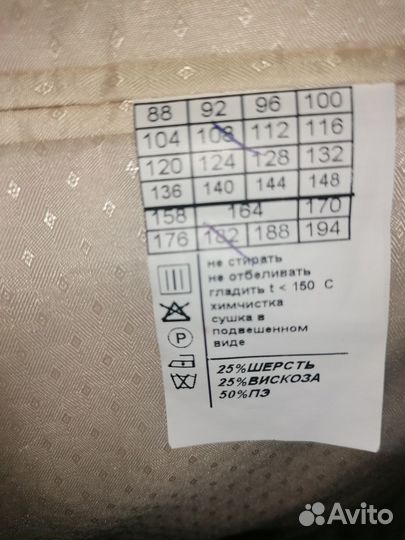 88 92 96 100
104 108 112 116
120 124 128 132
136 140 144 148
158 164 170
176 182 188 194
не стирать
не отбеливать
гладить t < 150 С
химчистка
сушка в
подвешенном
виде
P
25%ШЕРСТЬ
25%ВИСКОЗА
50%ПЭ
Avito